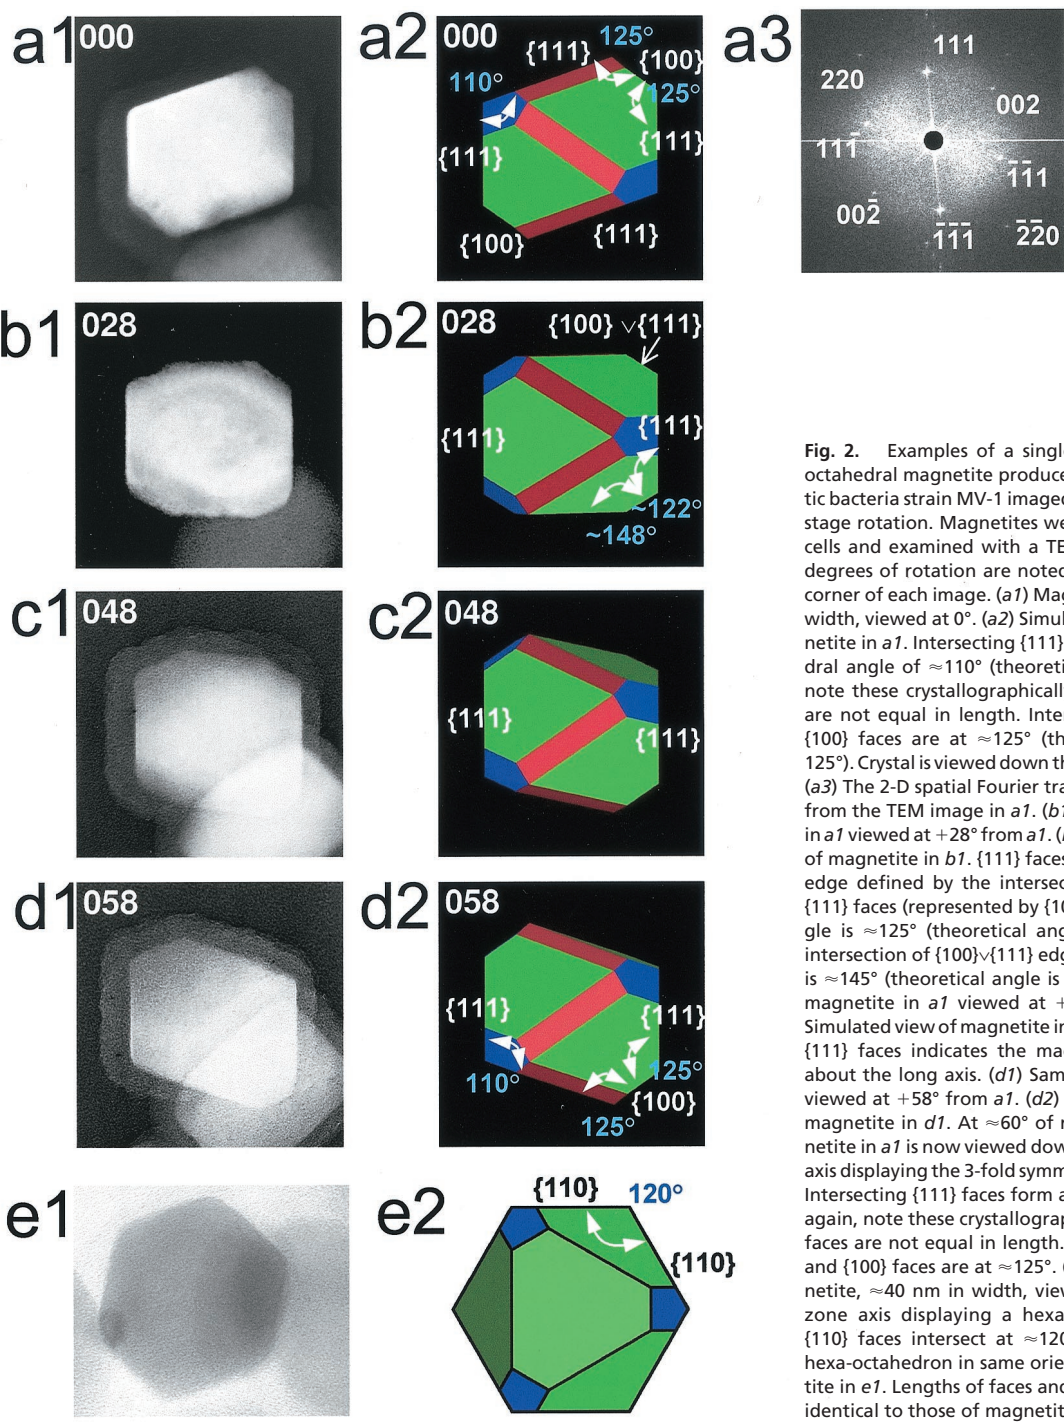 a1 000
a2 000
125°
{111}
{100}
110°
125°
{111}
{111}
{100}
{111}
a3
111
220
002
111̅
1̅1̅1
002̅
1̅1̅1̅
2̅2̅0
b1 028
b2 028
{100} ∨{111}
{111}
{111}
~122°
~148°
c1 048
c2 048
{111}
{111}
d1 058
d2 058
{111}
{111}
110°
125°
{100}
125°
e1
e2
{110}
120°
{110}
Fig. 2. Examples of a singl
octahedral magnetite produce
tic bacteria strain MV-1 imaged
stage rotation. Magnetites we
cells and examined with a TE
degrees of rotation are noted
corner of each image. (a1) Mag
width, viewed at 0°. (a2) Simul
netite in a1. Intersecting {111}
dral angle of ≈110° (theoreti
note these crystallographicall
are not equal in length. Inter
{100} faces are at ≈125° (th
125°). Crystal is viewed down th
(a3) The 2-D spatial Fourier tra
from the TEM image in a1. (b1
in a1 viewed at +28° from a1. (
of magnetite in b1. {111} faces
edge defined by the intersec
{111} faces (represented by {10
gle is ≈125° (theoretical ang
intersection of {100}∨{111} edg
is ≈145° (theoretical angle is
magnetite in a1 viewed at +
Simulated view of magnetite in
{111} faces indicates the ma
about the long axis. (d1) Sam
viewed at +58° from a1. (d2)
magnetite in d1. At ≈60° of r
netite in a1 is now viewed dow
axis displaying the 3-fold symm
Intersecting {111} faces form a
again, note these crystallograp
faces are not equal in length.
and {100} faces are at ≈125°. (
netite, ≈40 nm in width, view
zone axis displaying a hexa
{110} faces intersect at ≈120
hexa-octahedron in same orie
tite in e1. Lengths of faces and
identical to those of magnetit